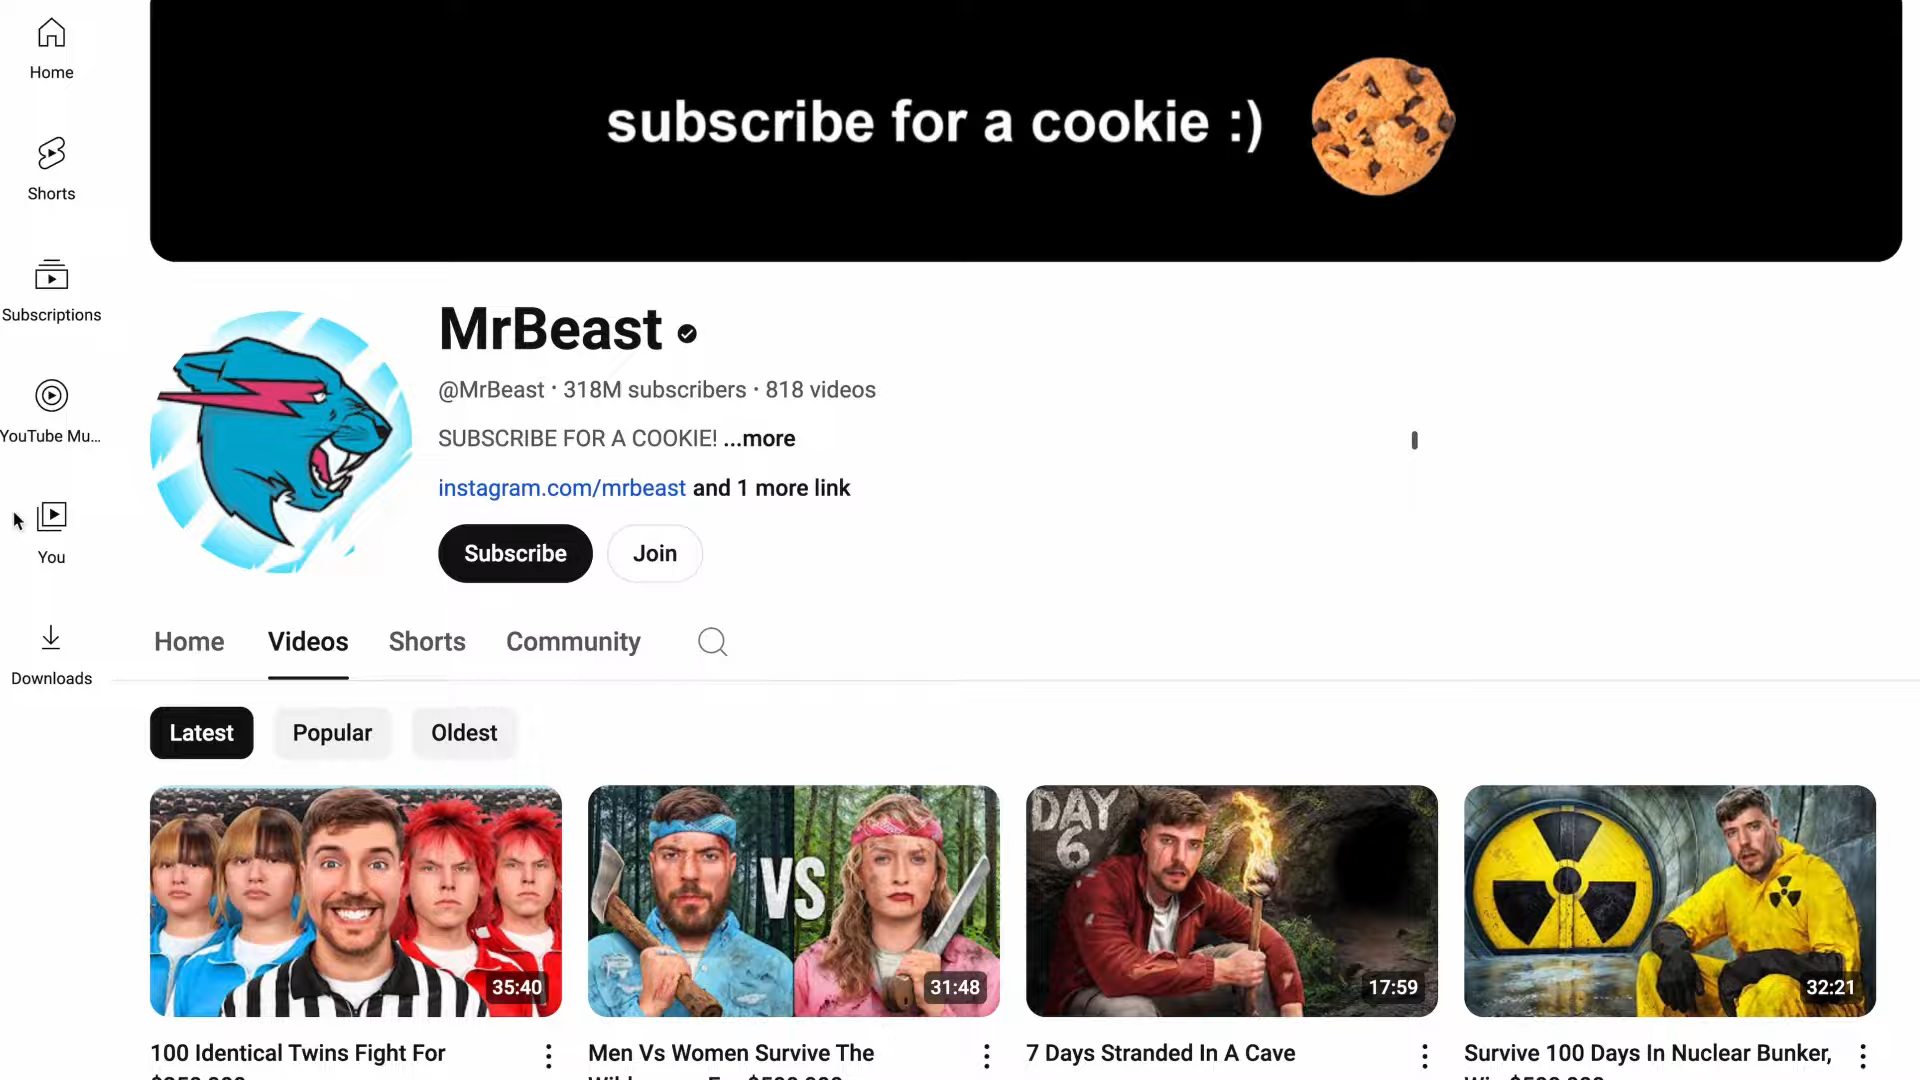 subscribe for a cookie :)
Home
Shorts
Subscriptions
YouTube Mu...
You
Downloads
MrBeast
@MrBeast · 318M subscribers · 818 videos
SUBSCRIBE FOR A COOKIE! ...more
instagram.com/mrbeast and 1 more link
Subscribe Join
Home Videos Shorts Community
Latest Popular Oldest
35:40
VS
31:48
DAY
6
17:59
32:21
100 Identical Twins Fight For
Men Vs Women Survive The
7 Days Stranded In A Cave
Survive 100 Days In Nuclear Bunker,